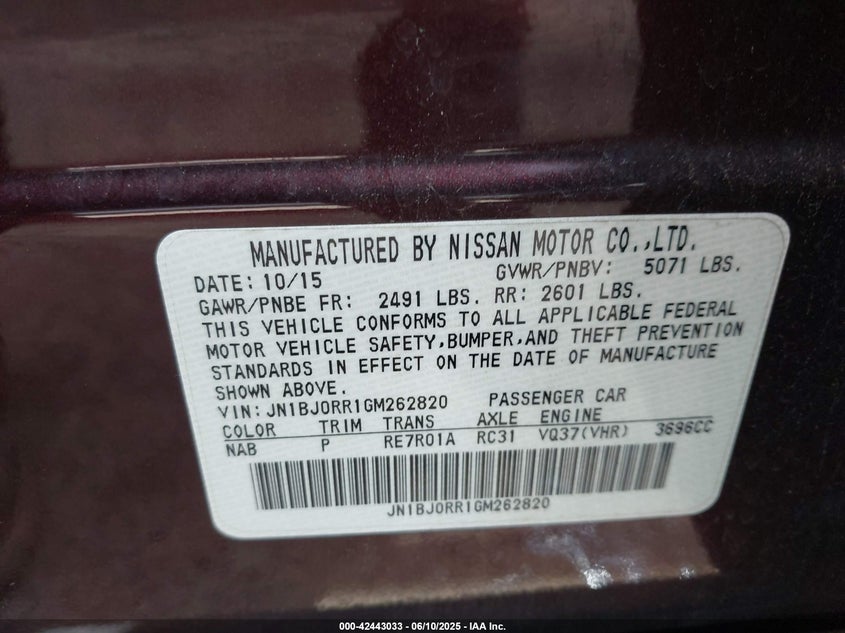 MANUFACTURED BY NISSAN MOTOR CO.,LTD.
DATE: 10/15 GVWR/PNBV: 5071 LBS.
GAWR/PNBE FR: 2491 LBS. RR: 2601 LBS.
THIS VEHICLE CONFORMS TO ALL APPLICABLE FEDERAL
MOTOR VEHICLE SAFETY,BUMPER,AND THEFT PREVENTION
STANDARDS IN EFFECT ON THE DATE OF MANUFACTURE
SHOWN ABOVE.
VIN: JN1BJ0RR1GM262820 PASSENGER CAR
COLOR TRIM TRANS AXLE ENGINE
NAB P RE7R01A RC31 VQ37(VHR) 3696CC
JN1BJ0RR1GM262820
000-42443033 - 06/10/2025 - IAA Inc.